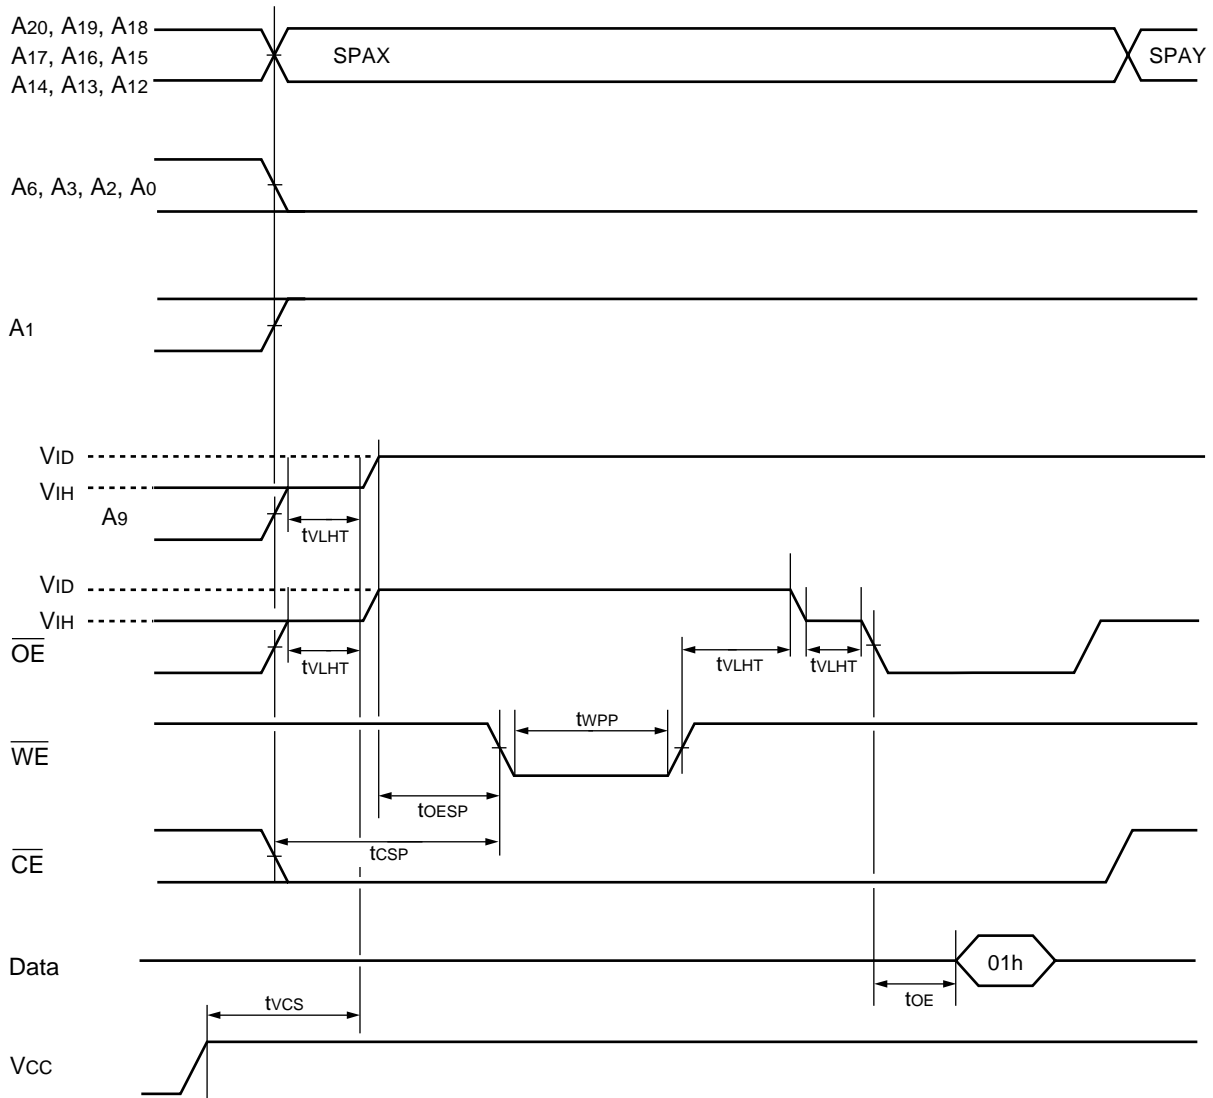 A20, A19, A18
A17, A16, A15
A14, A13, A12
SPAX
SPAY
A6, A3, A2, A0
A1
VID
VIH
A9
tVLHT
VID
VIH
OE
tVLHT
tVLHT
tVLHT
WE
tWPP
tOESP
CE
tCSP
Data
01h
tOE
tVCS
VCC